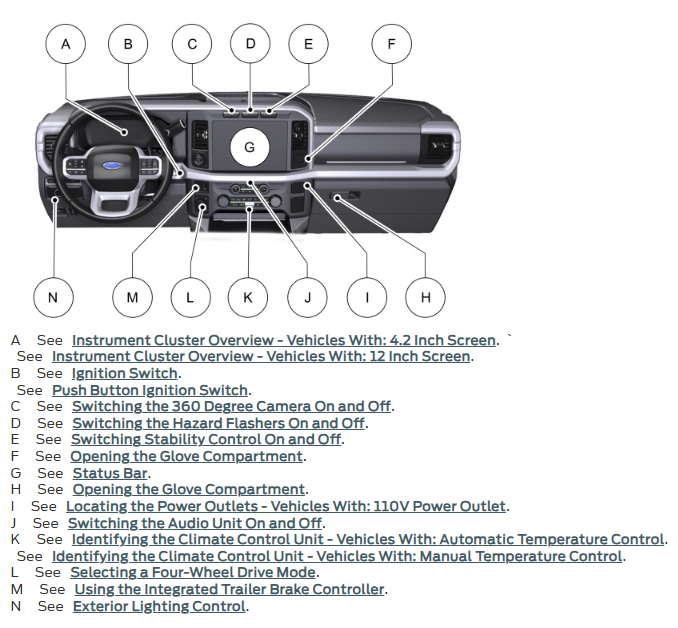 A B C D E F
G
Ford
N M L K J I H
A See Instrument Cluster Overview - Vehicles With: 4.2 Inch Screen. `
See Instrument Cluster Overview - Vehicles With: 12 Inch Screen.
B See Ignition Switch.
See Push Button Ignition Switch.
C See Switching the 360 Degree Camera On and Off.
D See Switching the Hazard Flashers On and Off.
E See Switching Stability Control On and Off.
F See Opening the Glove Compartment.
G See Status Bar.
H See Opening the Glove Compartment.
I See Locating the Power Outlets - Vehicles With: 110V Power Outlet.
J See Switching the Audio Unit On and Off.
K See Identifying the Climate Control Unit - Vehicles With: Automatic Temperature Control.
See Identifying the Climate Control Unit - Vehicles With: Manual Temperature Control.
L See Selecting a Four-Wheel Drive Mode.
M See Using the Integrated Trailer Brake Controller.
N See Exterior Lighting Control.